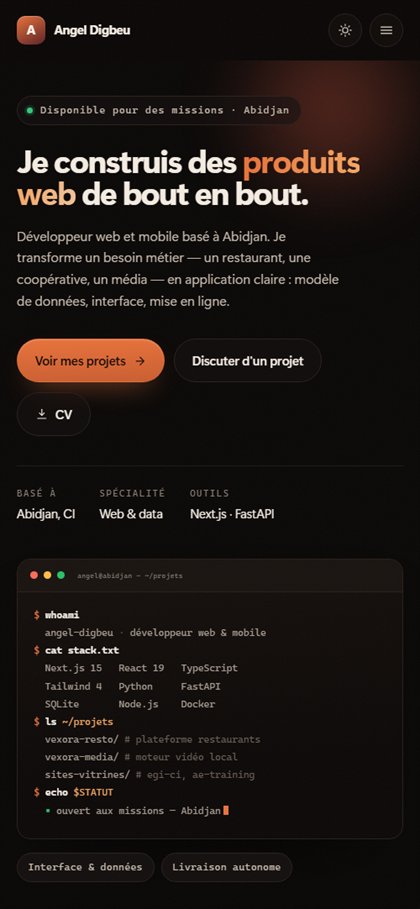 A Angel Digbeu
Disponible pour des missions · Abidjan
Je construis des produits
web de bout en bout.
Développeur web et mobile basé à Abidjan. Je
transforme un besoin métier — un restaurant, une
coopérative, un média — en application claire : modèle
de données, interface, mise en ligne.
Voir mes projets → Discuter d'un projet
CV
BASÉ À SPÉCIALITÉ OUTILS
Abidjan, CI Web & data Next.js · FastAPI
angel@abidjan — ~/projets
$ whoami
angel-digbeu · développeur web & mobile
$ cat stack.txt
Next.js 15 React 19 TypeScript
Tailwind 4 Python FastAPI
SQLite Node.js Docker
$ ls ~/projets
vexora-resto/ # plateforme restaurants
vexora-media/ # moteur vidéo local
sites-vitrines/ # egi-ci, ae-training
$ echo $STATUT
▪ ouvert aux missions — Abidjan
Interface & données Livraison autonome